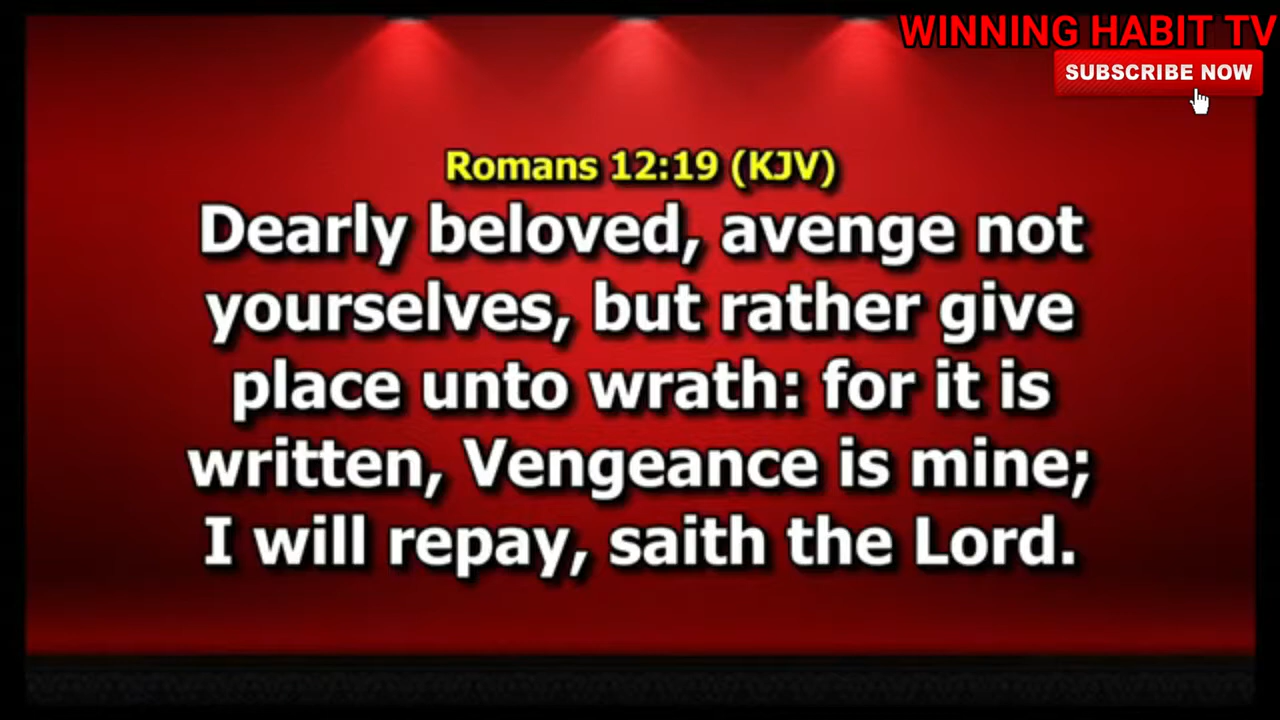 WINNING HABIT TV
SUBSCRIBE NOW
Romans 12:19 (KJV)
Dearly beloved, avenge not
yourselves, but rather give
place unto wrath: for it is
written, Vengeance is mine;
I will repay, saith the Lord.